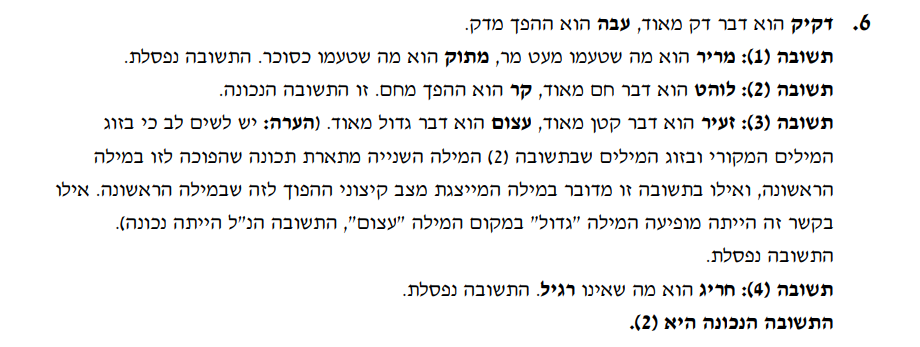 6. דקיק הוא דבר דק מאוד, עבה הוא ההפך מדק.
תשובה (1): מריר הוא מה שטעמו מעט מר, מתוק הוא מה שטעמו כסוכר. התשובה נפסלת.
תשובה (2): לוהט הוא דבר חם מאוד, קר הוא ההפך מחם. זו התשובה הנכונה.
תשובה (3): זעיר הוא דבר קטן מאוד, עצום הוא דבר גדול מאוד. (הערה: יש לשים לב כי בזוג
המילים המקורי ובזוג המילים שבתשובה (2) המילה השנייה מתארת תכונה שהפוכה לזו במילה
הראשונה, ואילו בתשובה זו מדובר במילה המייצגת מצב קיצוני ההפוך לזה שבמילה הראשונה. אילו
בקשר זה הייתה מופיעה המילה "גדול" במקום המילה "עצום", התשובה הנ"ל הייתה נכונה).
התשובה נפסלת.
תשובה (4): חריג הוא מה שאינו רגיל. התשובה נפסלת.
התשובה הנכונה היא (2).